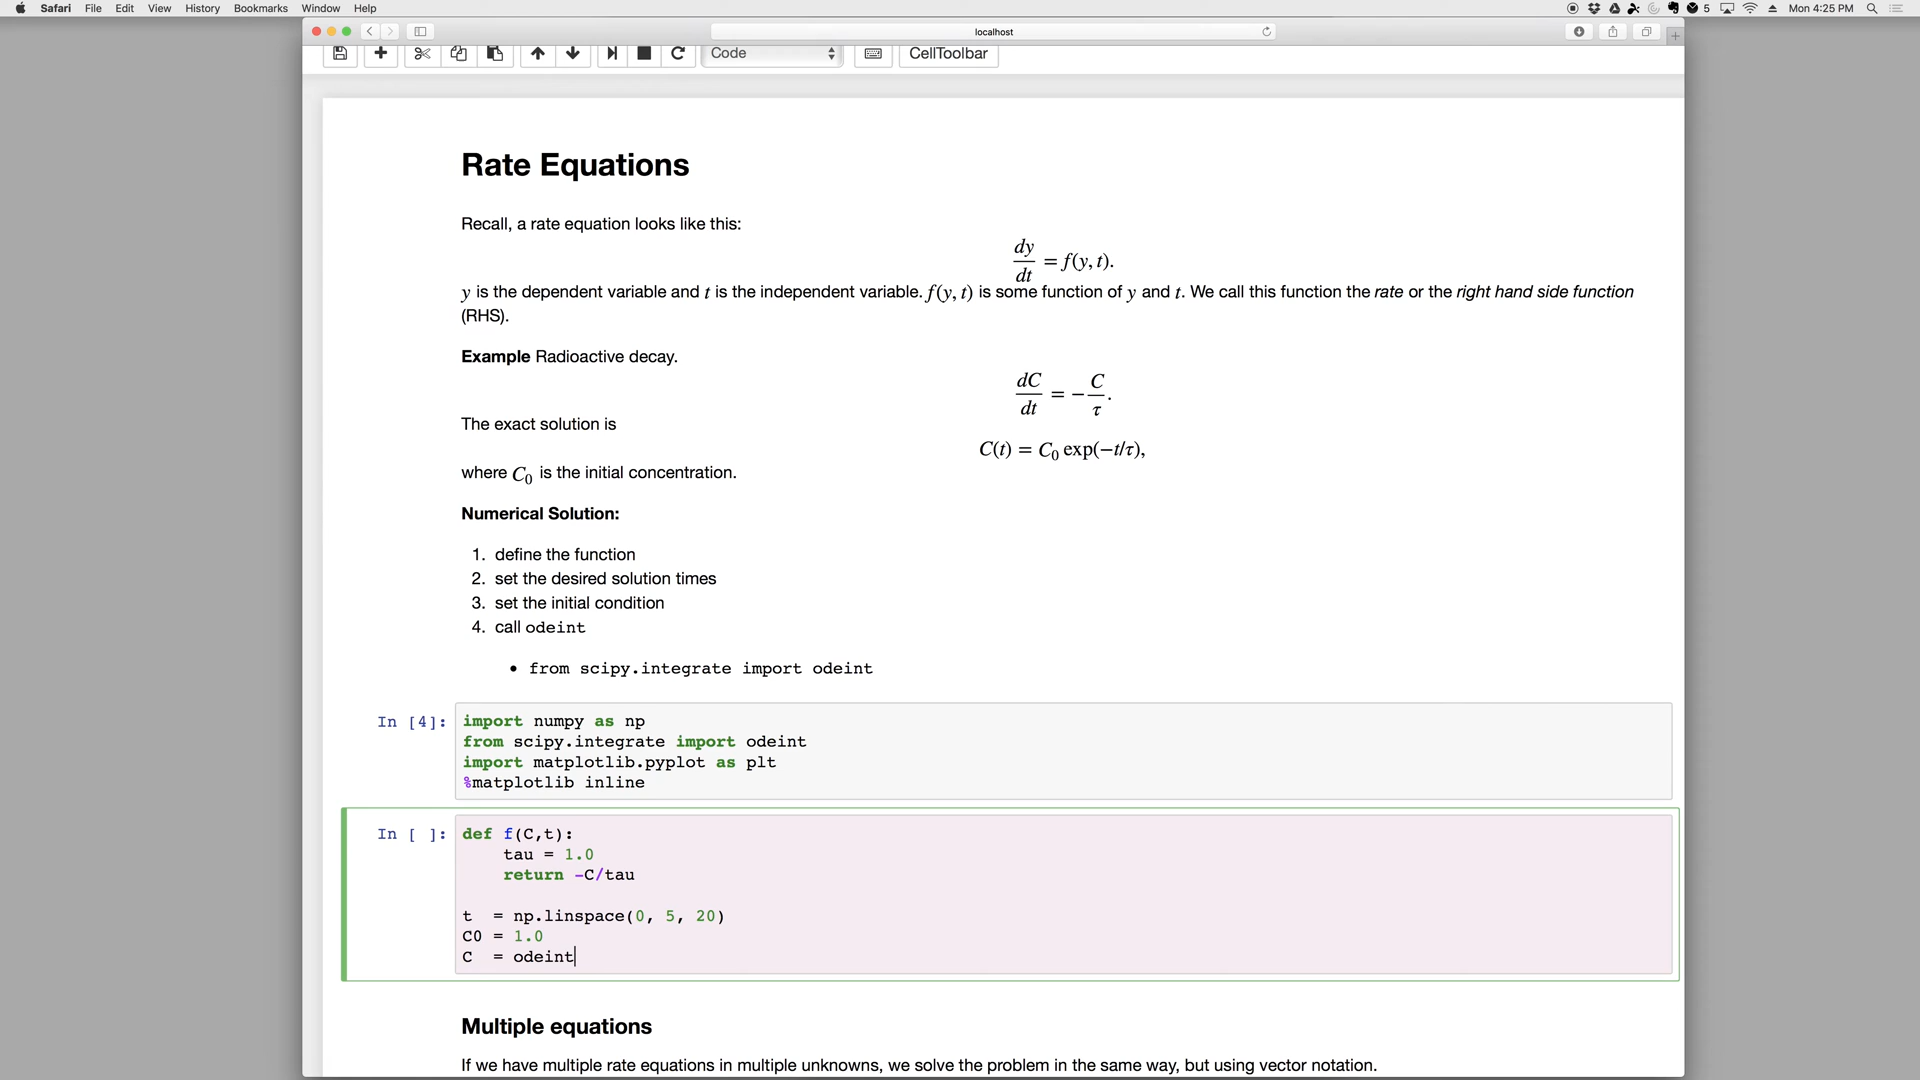 Safari File Edit View History Bookmarks Window Help 5 Mon 4:25 PM
localhost
Code CellToolbar
Rate Equations
Recall, a rate equation looks like this:
dy/dt = f(y, t).
y is the dependent variable and t is the independent variable. f(y, t) is some function of y and t. We call this function the rate or the right hand side function
(RHS).
Example Radioactive decay.
dC/dt = −C/τ.
The exact solution is
C(t) = C₀ exp(−t/τ),
where C₀ is the initial concentration.
Numerical Solution:
1. define the function
2. set the desired solution times
3. set the initial condition
4. call odeint
• from scipy.integrate import odeint
In [4]: import numpy as np
from scipy.integrate import odeint
import matplotlib.pyplot as plt
%matplotlib inline
In [ ]: def f(C,t):
    tau = 1.0
    return -C/tau
t  = np.linspace(0, 5, 20)
C0 = 1.0
C  = odeint
Multiple equations
If we have multiple rate equations in multiple unknowns, we solve the problem in the same way, but using vector notation.